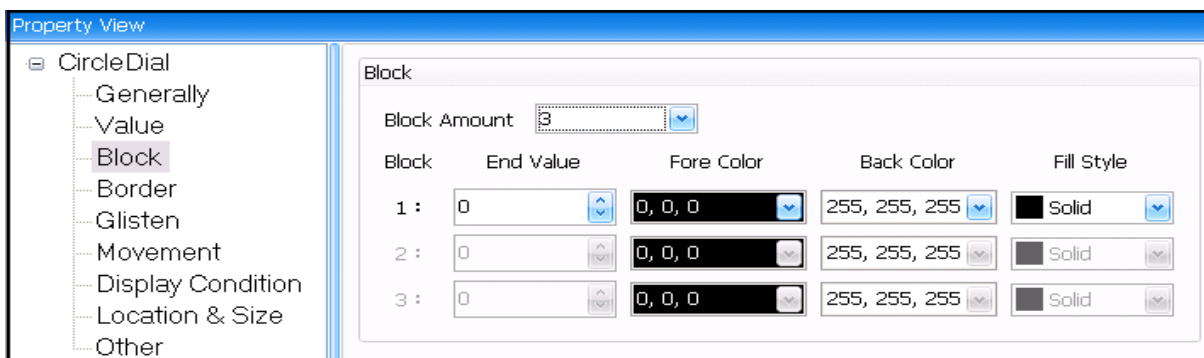 Property View
CircleDial
Generally
Value
Block
Border
Glisten
Movement
Display Condition
Location & Size
Other
Block
Block Amount 3
Block End Value Fore Color Back Color Fill Style
1 : 0 0, 0, 0 255, 255, 255 Solid
2 : 0 0, 0, 0 255, 255, 255 Solid
3 : 0 0, 0, 0 255, 255, 255 Solid